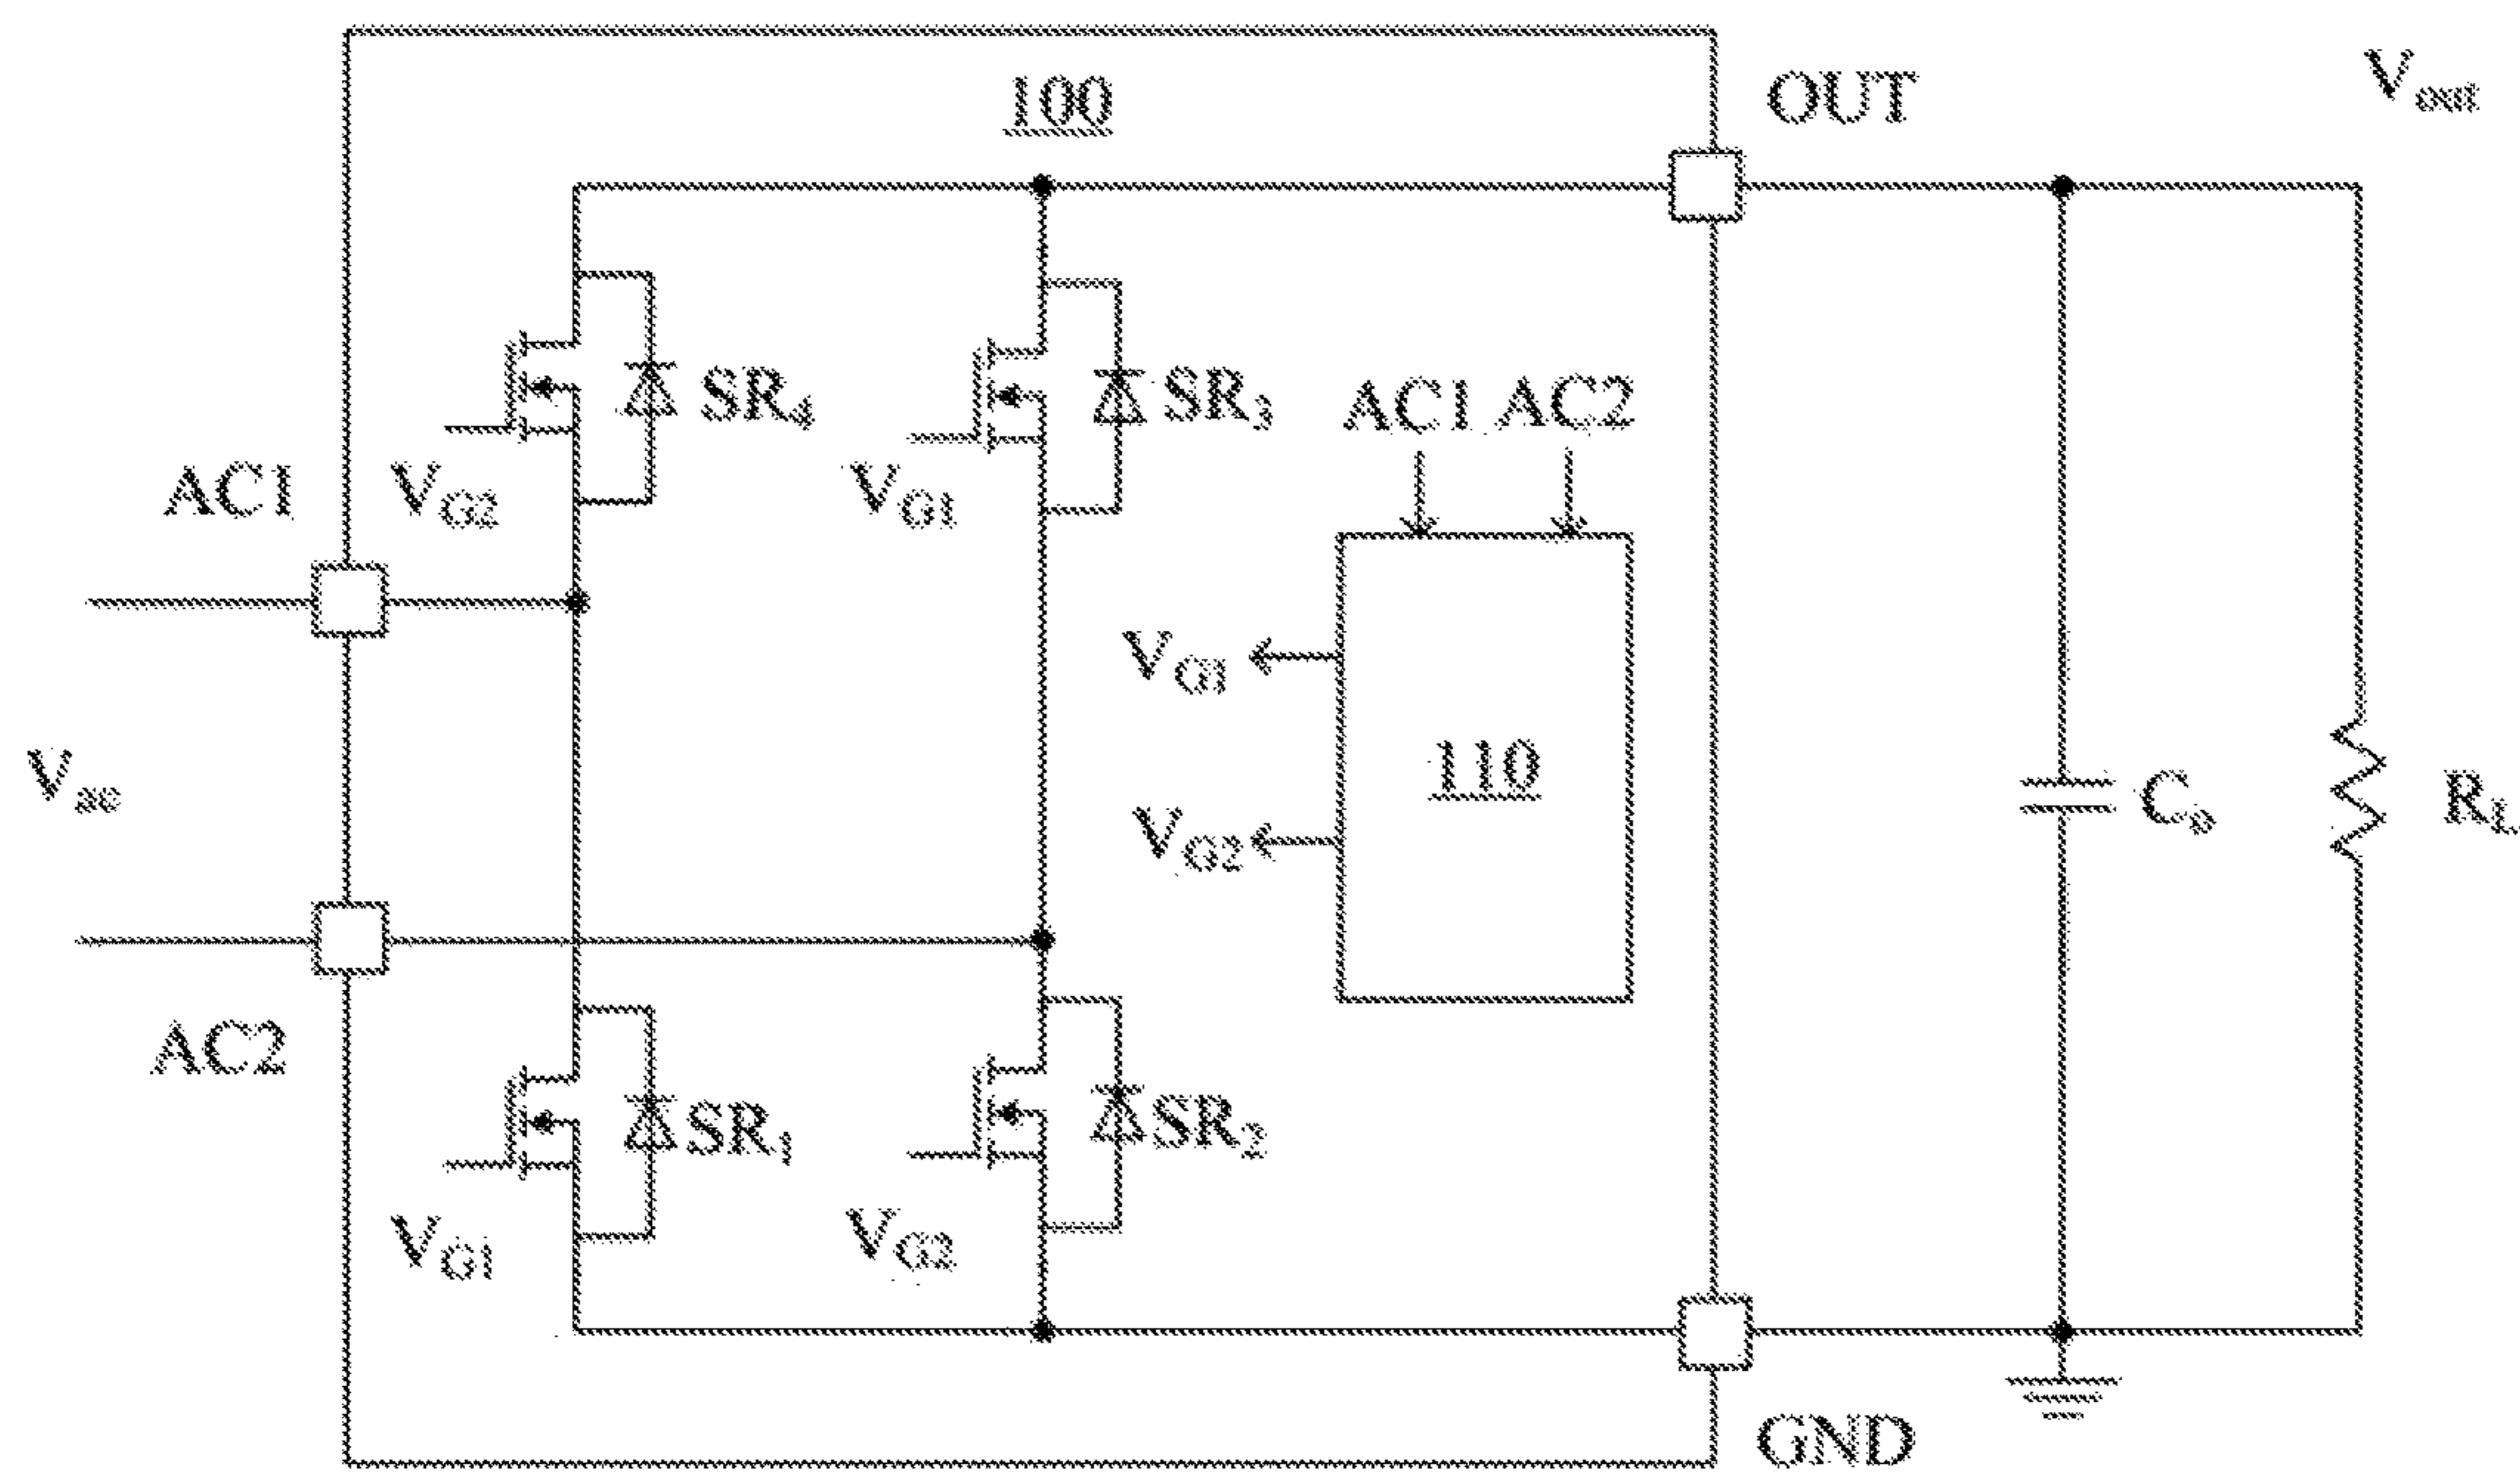 100
OUT
Vout
SR4
SR3
AC1 AC2
AC1
VG2
VG1
VG1
110
Vac
VG2
Co
RL
AC2
SR1
SR2
VG1
VG2
GND